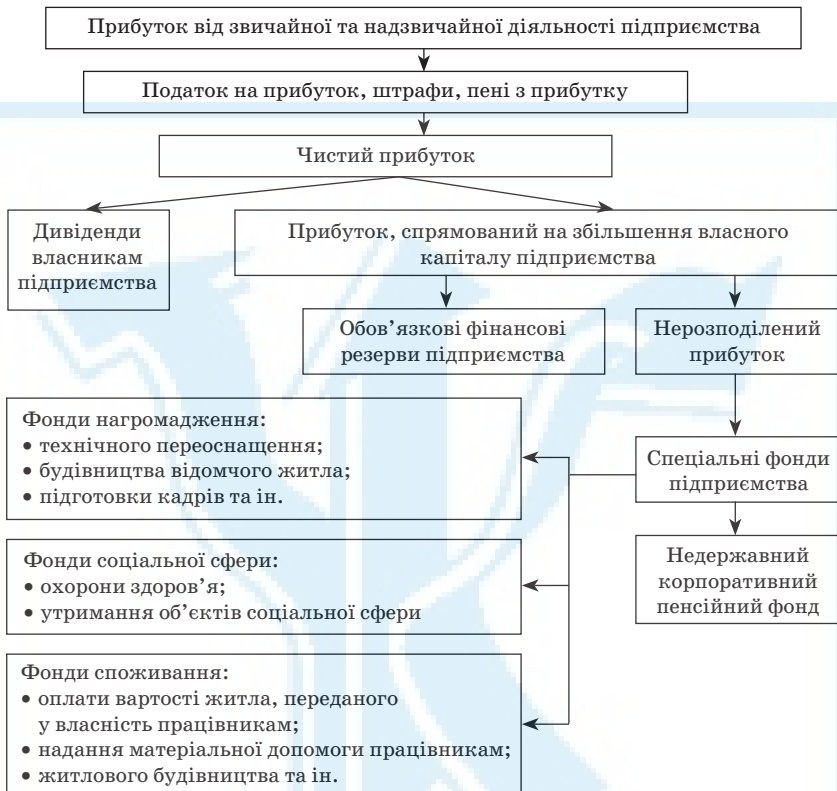 Прибуток від звичайної та надзвичайної діяльності підприємства
Податок на прибуток, штрафи, пені з прибутку
Чистий прибуток
Дивіденди
власникам
підприємства
Прибуток, спрямований на збільшення власного
капіталу підприємства
Обов’язкові фінансові
резерви підприємства
Нерозподілений
прибуток
Фонди нагромадження:
• технічного переоснащення;
• будівництва відомчого житла;
• підготовки кадрів та ін.
Спеціальні фонди
підприємства
Недержавний
корпоративний
пенсійний фонд
Фонди соціальної сфери:
• охорони здоров’я;
• утримання об’єктів соціальної сфери
Фонди споживання:
• оплати вартості житла, переданого
у власність працівникам;
• надання матеріальної допомоги працівникам;
• житлового будівництва та ін.